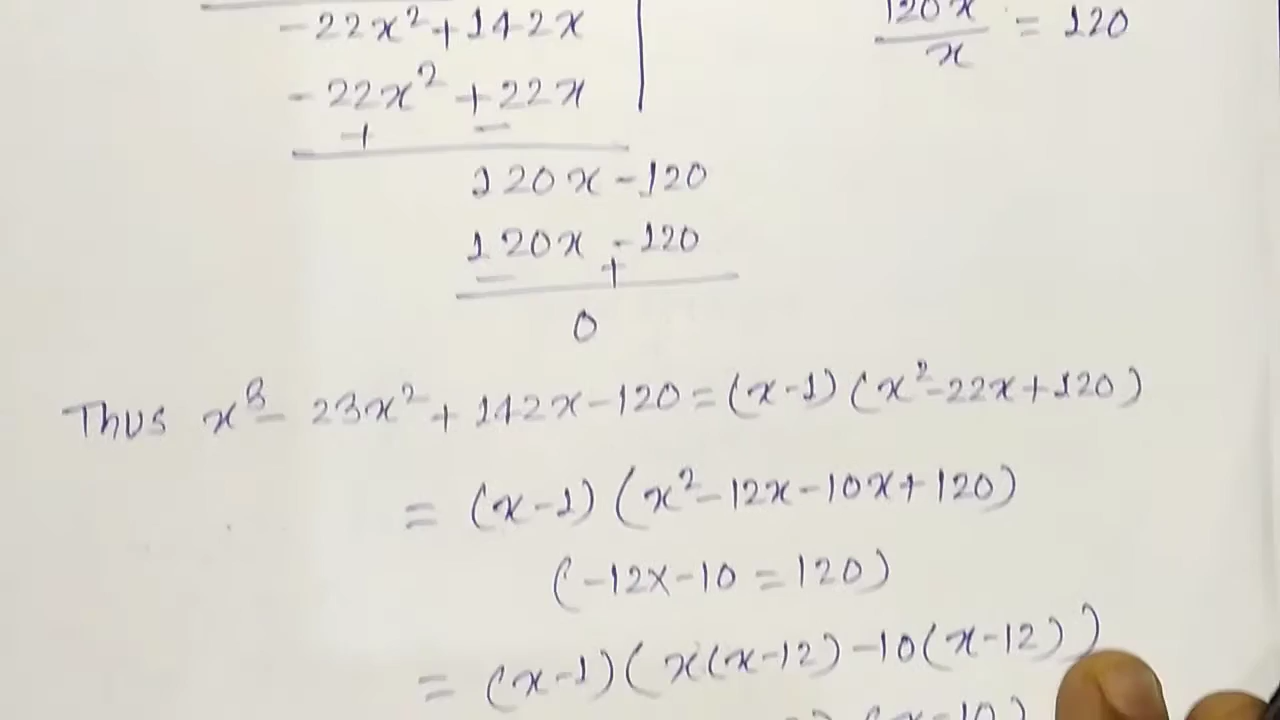 -22x²+142x
120x/x = 120
-22x² +22x
+ −
120x-120
120x -120
− +
0
Thus x³- 23x²+142x-120=(x-1)(x²-22x+120)
= (x-1)(x²-12x-10x+120)
(-12x-10=120)
= (x-1)(x(x-12)-10(x-12))
(x-10)